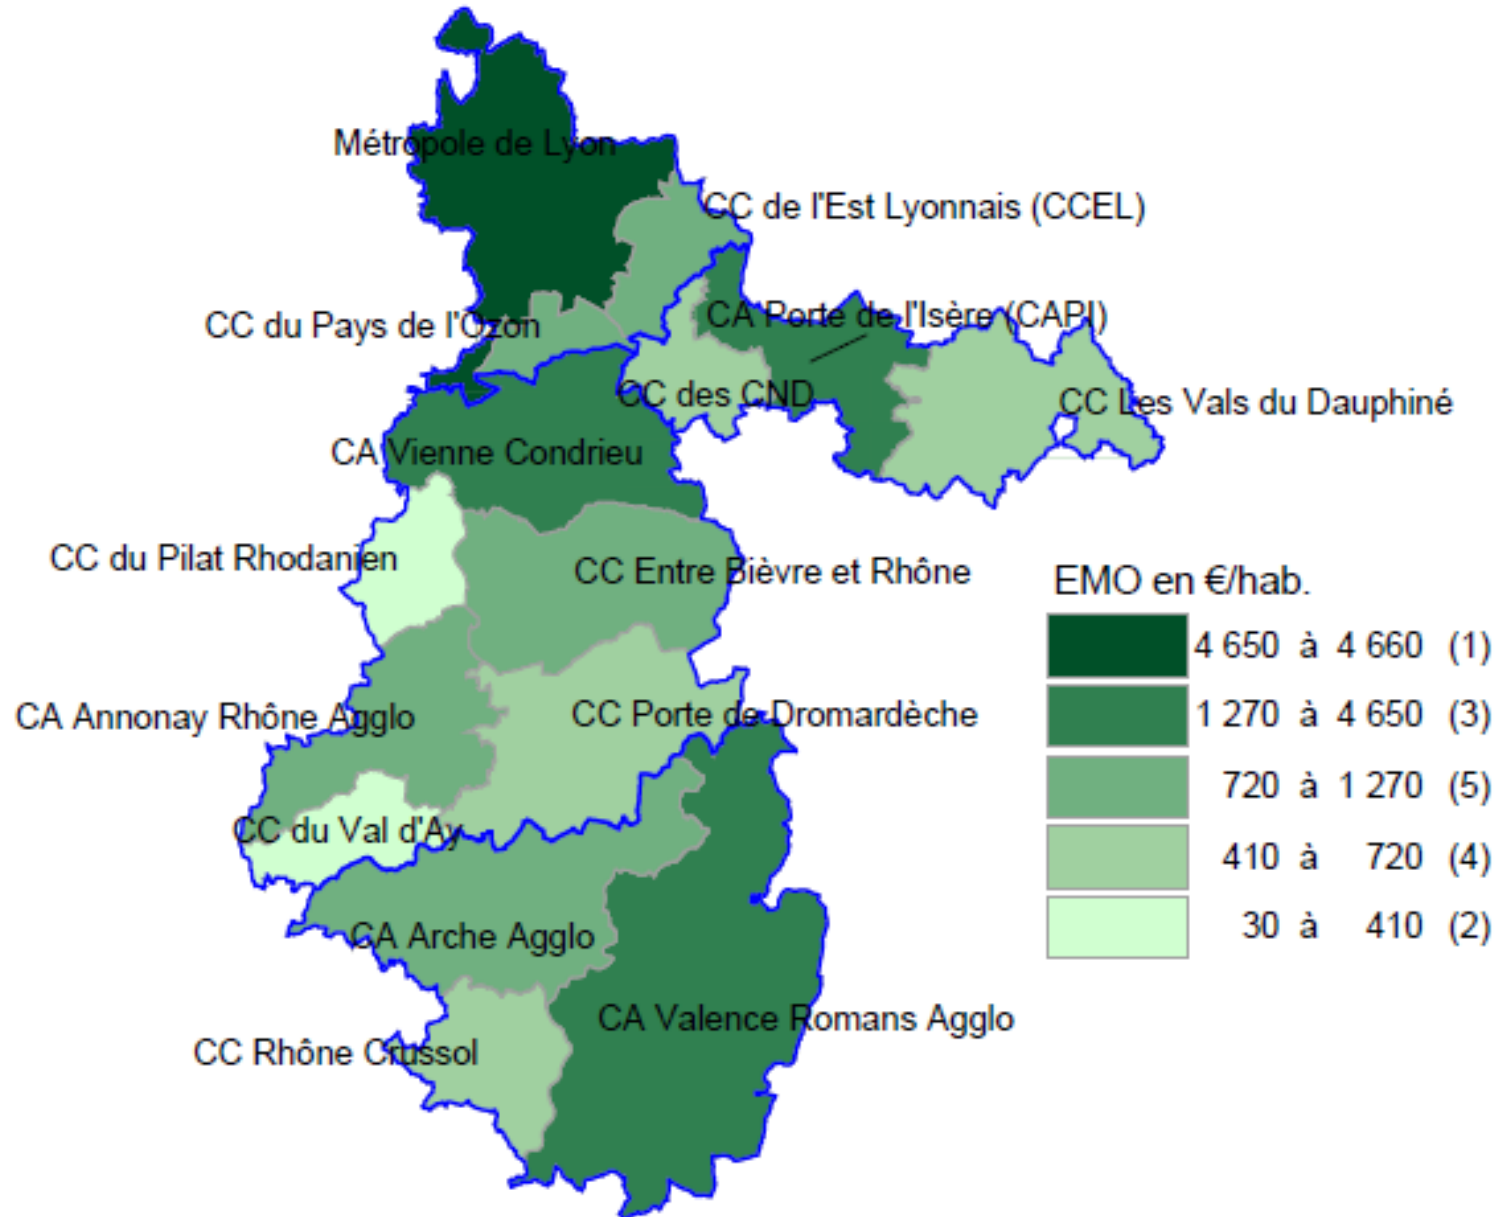 Métropole de Lyon
CC de l'Est Lyonnais (CCEL)
CA Porte de l'Isère (CAPI)
CC du Pays de l'Ozon
CC des CND
CC Les Vals du Dauphiné
CA Vienne Condrieu
CC du Pilat Rhodanien
CC Entre Bièvre et Rhône
CA Annonay Rhône Agglo
CC Porte de Dromardèche
CC du Val d'Ay
CA Arche Agglo
CA Valence Romans Agglo
CC Rhône Crussol
EMO en €/hab.
4 650 à 4 660 (1)
1 270 à 4 650 (3)
720 à 1 270 (5)
410 à 720 (4)
30 à 410 (2)